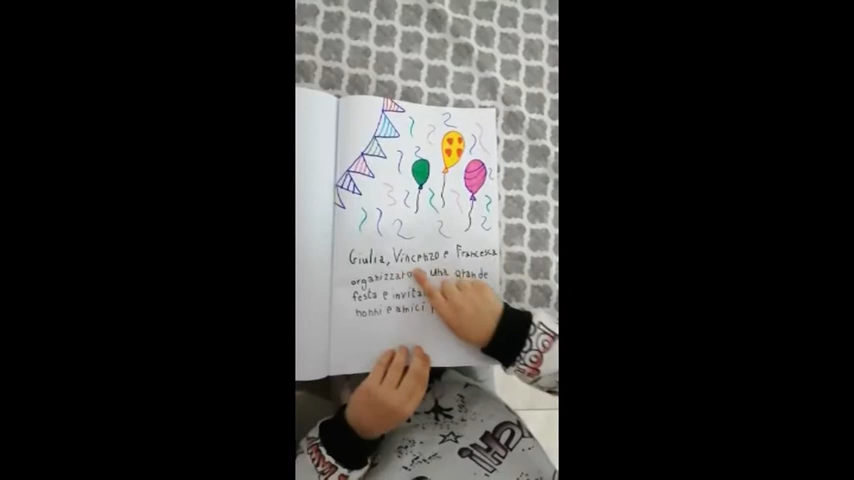 Giulia, Vincenzo e Francesca
organizzaro una grande
festa e invita
nonni e amici